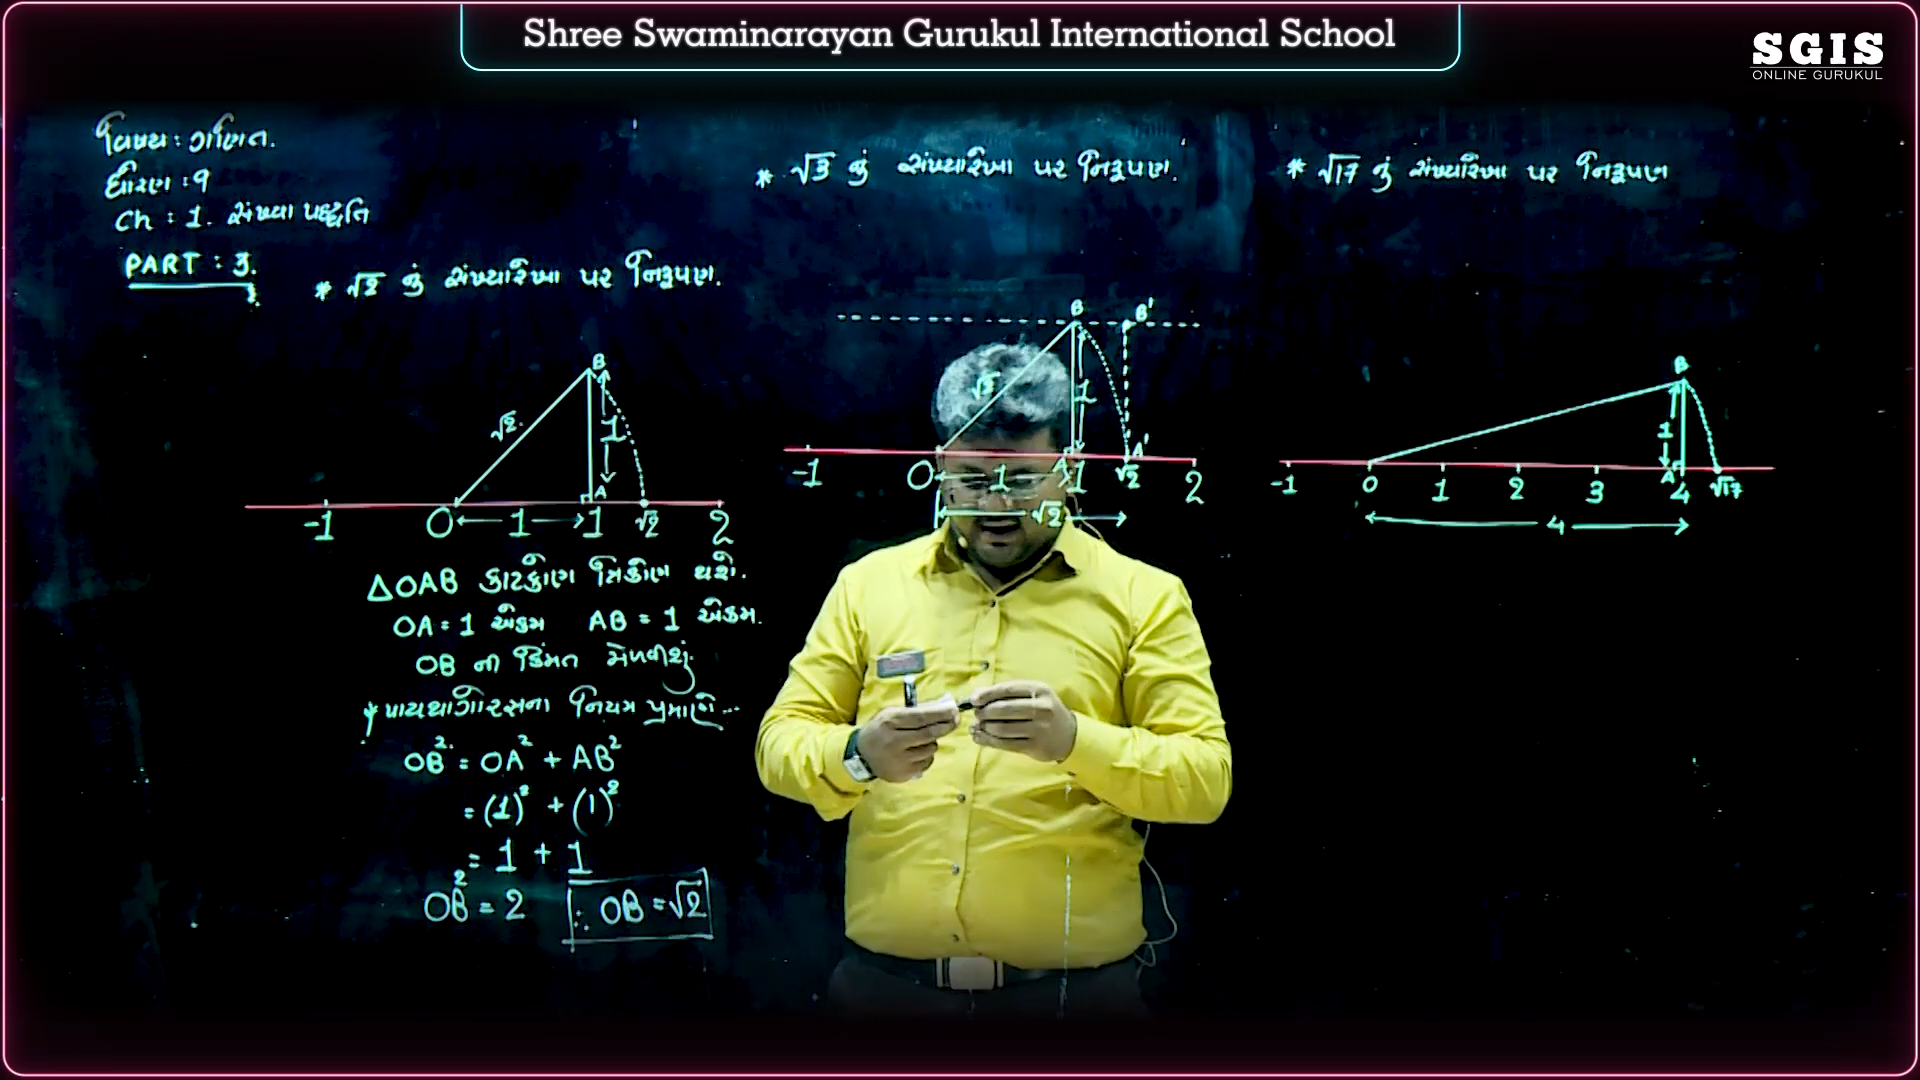 Shree Swaminarayan Gurukul International School
SGIS
ONLINE GURUKUL
વિષય : ગણિત.
ધોરણ : ૧
Ch : 1. સંખ્યા પદ્ધતિ
PART : 3.
* √2 નું સંખ્યારેખા પર નિરૂપણ.
B
√2.
1
A
-1 0 1 1 √2 2
△OAB કાટકોણ ત્રિકોણ થશે.
OA = 1 એકમ AB = 1 એકમ.
OB ની કિંમત મેળવીશું
* પાયથાગોરસના નિયમ પ્રમાણે...
OB² = OA² + AB²
= (1)² + (1)²
= 1 + 1
OB² = 2 ∴ OB = √2
* √3 નું સંખ્યારેખા પર નિરૂપણ.
B B'
1
A A'
-1 0 1 1 √2 2
√2
* √17 નું સંખ્યારેખા પર નિરૂપણ
B
1
A
-1 0 1 2 3 4 √17
4